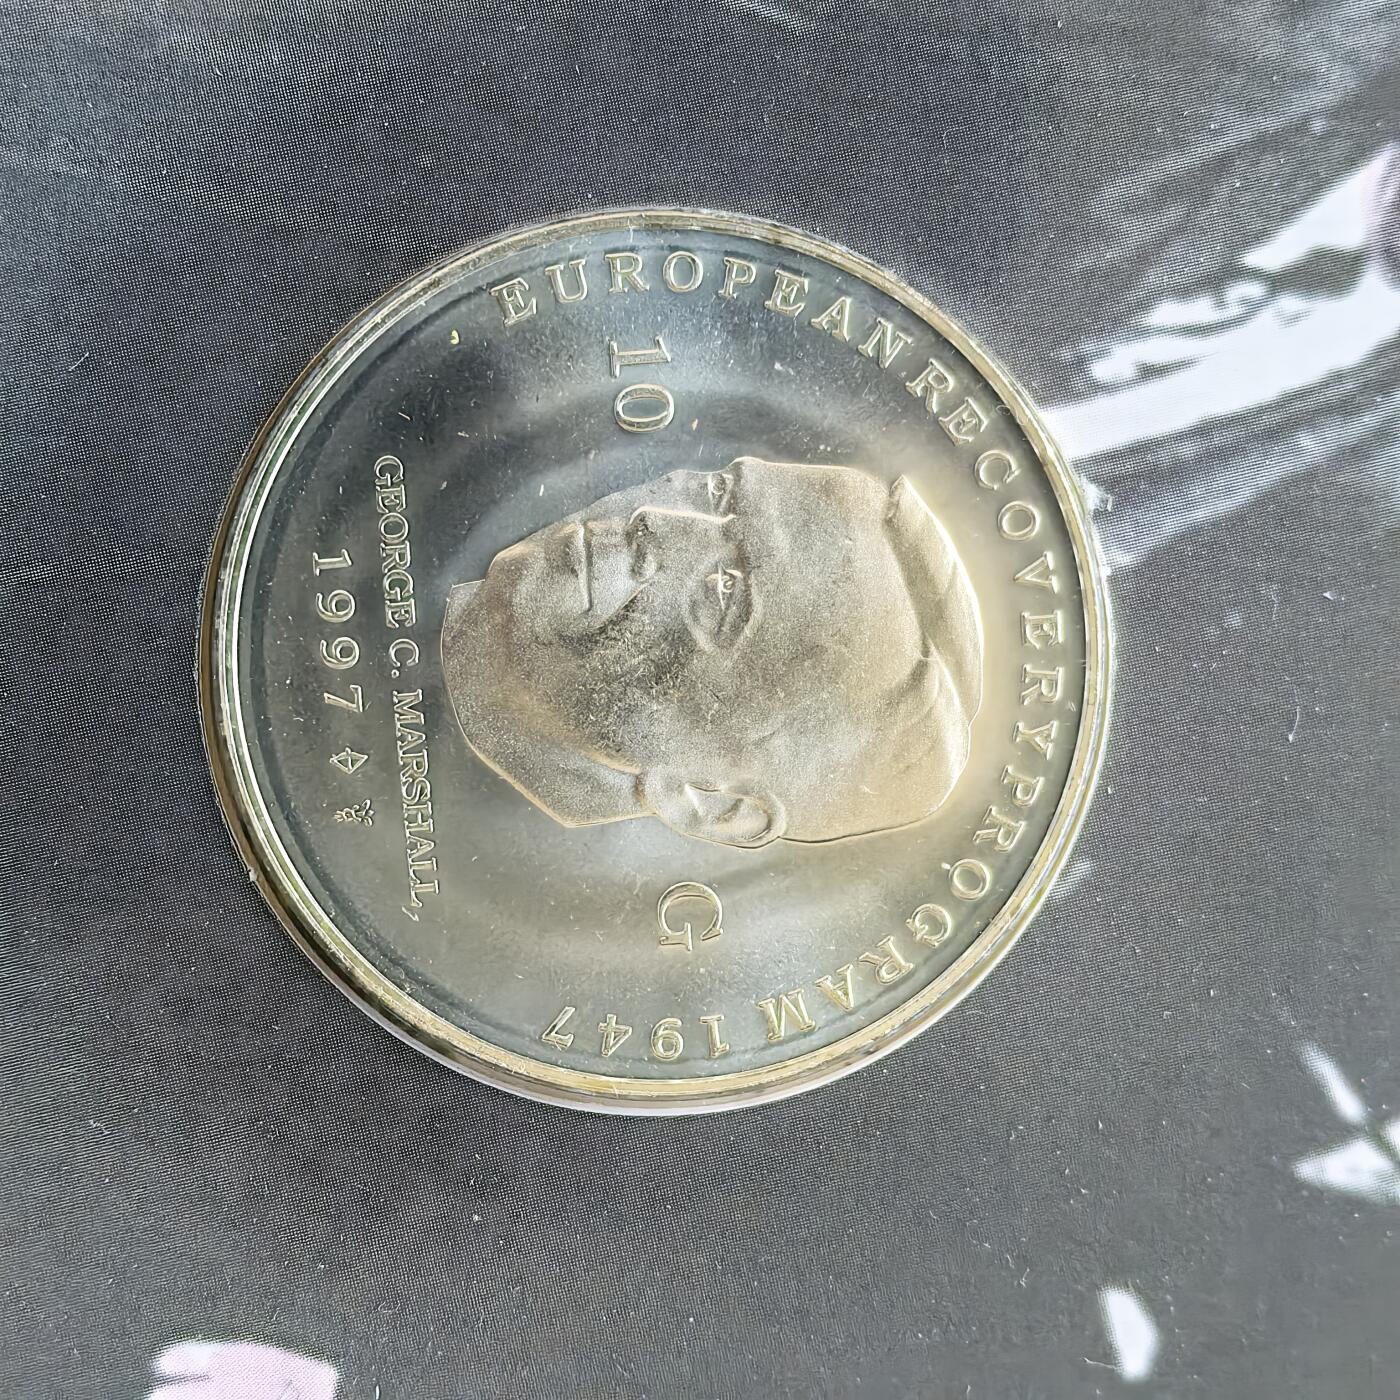 EUROPEAN RECOVERY PROGRAM 1947
10 G
GEORGE C. MARSHALL,
1997